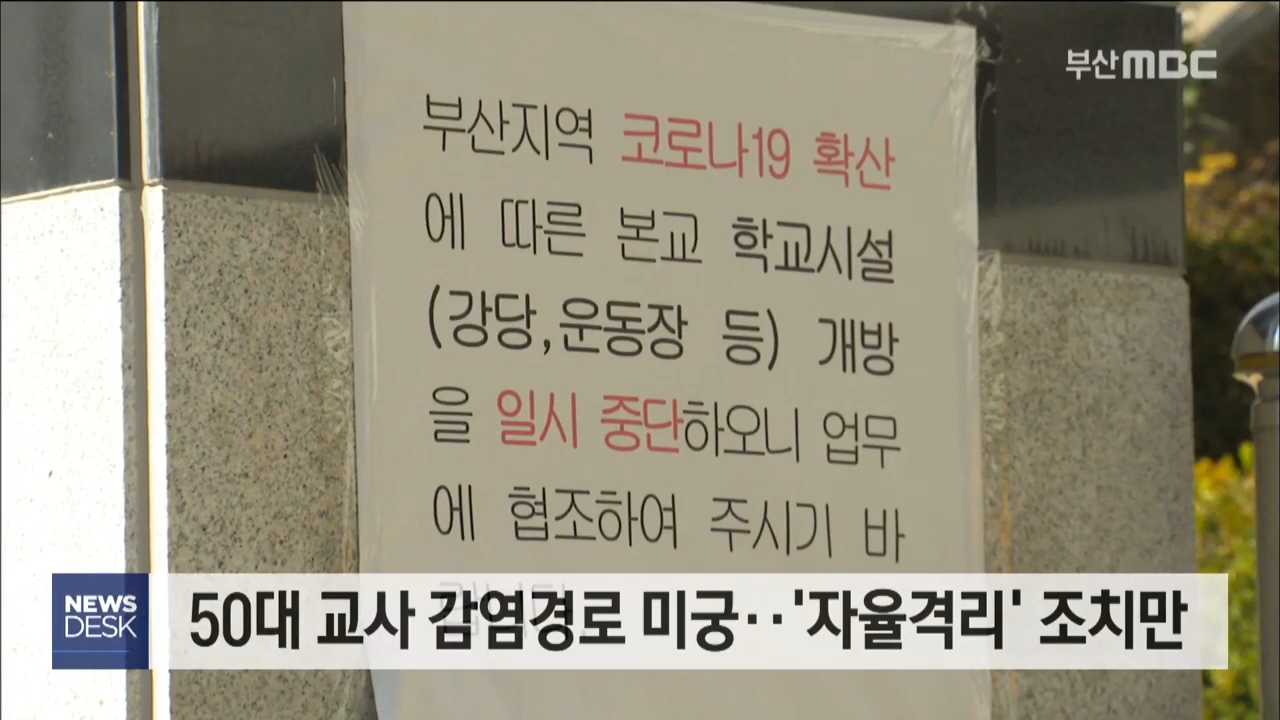 부산MBC
부산지역 코로나19 확산
에 따른 본교 학교시설
(강당,운동장 등) 개방
을 일시 중단하오니 업무
에 협조하여 주시기 바
NEWS
DESK
50대 교사 감염경로 미궁··'자율격리' 조치만